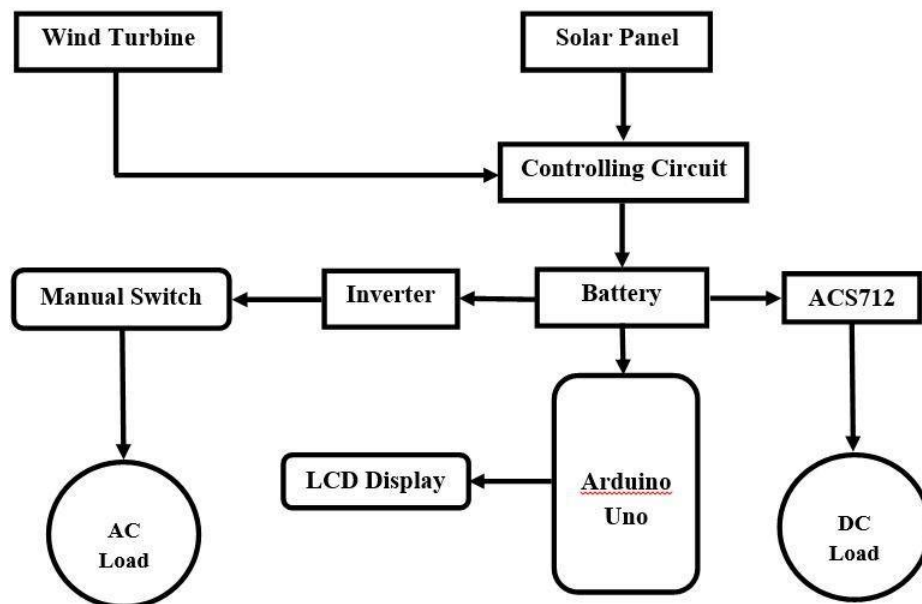 Wind Turbine
Solar Panel
Controlling Circuit
Manual Switch
Inverter
Battery
ACS712
LCD Display
Arduino
Uno
AC
Load
DC
Load